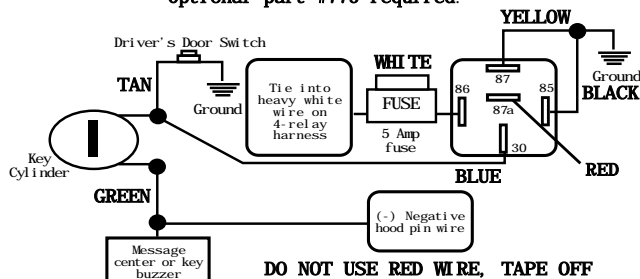 optional part #775 required.
YELLOW
Driver's Door Switch
WHITE
TAN
Ground
Tie into
heavy white
wire on
4-relay
harness
FUSE
5 Amp
fuse
87
86
85
87a
30
Ground
BLACK
Key
Cylinder
BLUE
RED
GREEN
(-) Negative
hood pin wire
Message
center or key
buzzer
DO NOT USE RED WIRE, TAPE OFF